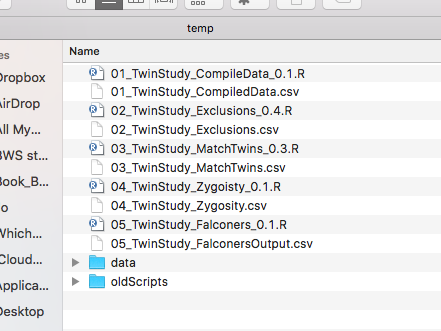 temp
es
Name
Dropbox
01_TwinStudy_CompileData_0.1.R
AirDrop
01_TwinStudy_CompiledData.csv
02_TwinStudy_Exclusions_0.4.R
All My...
02_TwinStudy_Exclusions.csv
BWS st...
03_TwinStudy_MatchTwins_0.3.R
Book_B...
03_TwinStudy_MatchTwins.csv
04_TwinStudy_Zygoisty_0.1.R
o
04_TwinStudy_Zygosity.csv
Which...
05_TwinStudy_Falconers_0.1.R
Cloud...
05_TwinStudy_FalconersOutput.csv
Applica...
data
oldScripts
Desktop